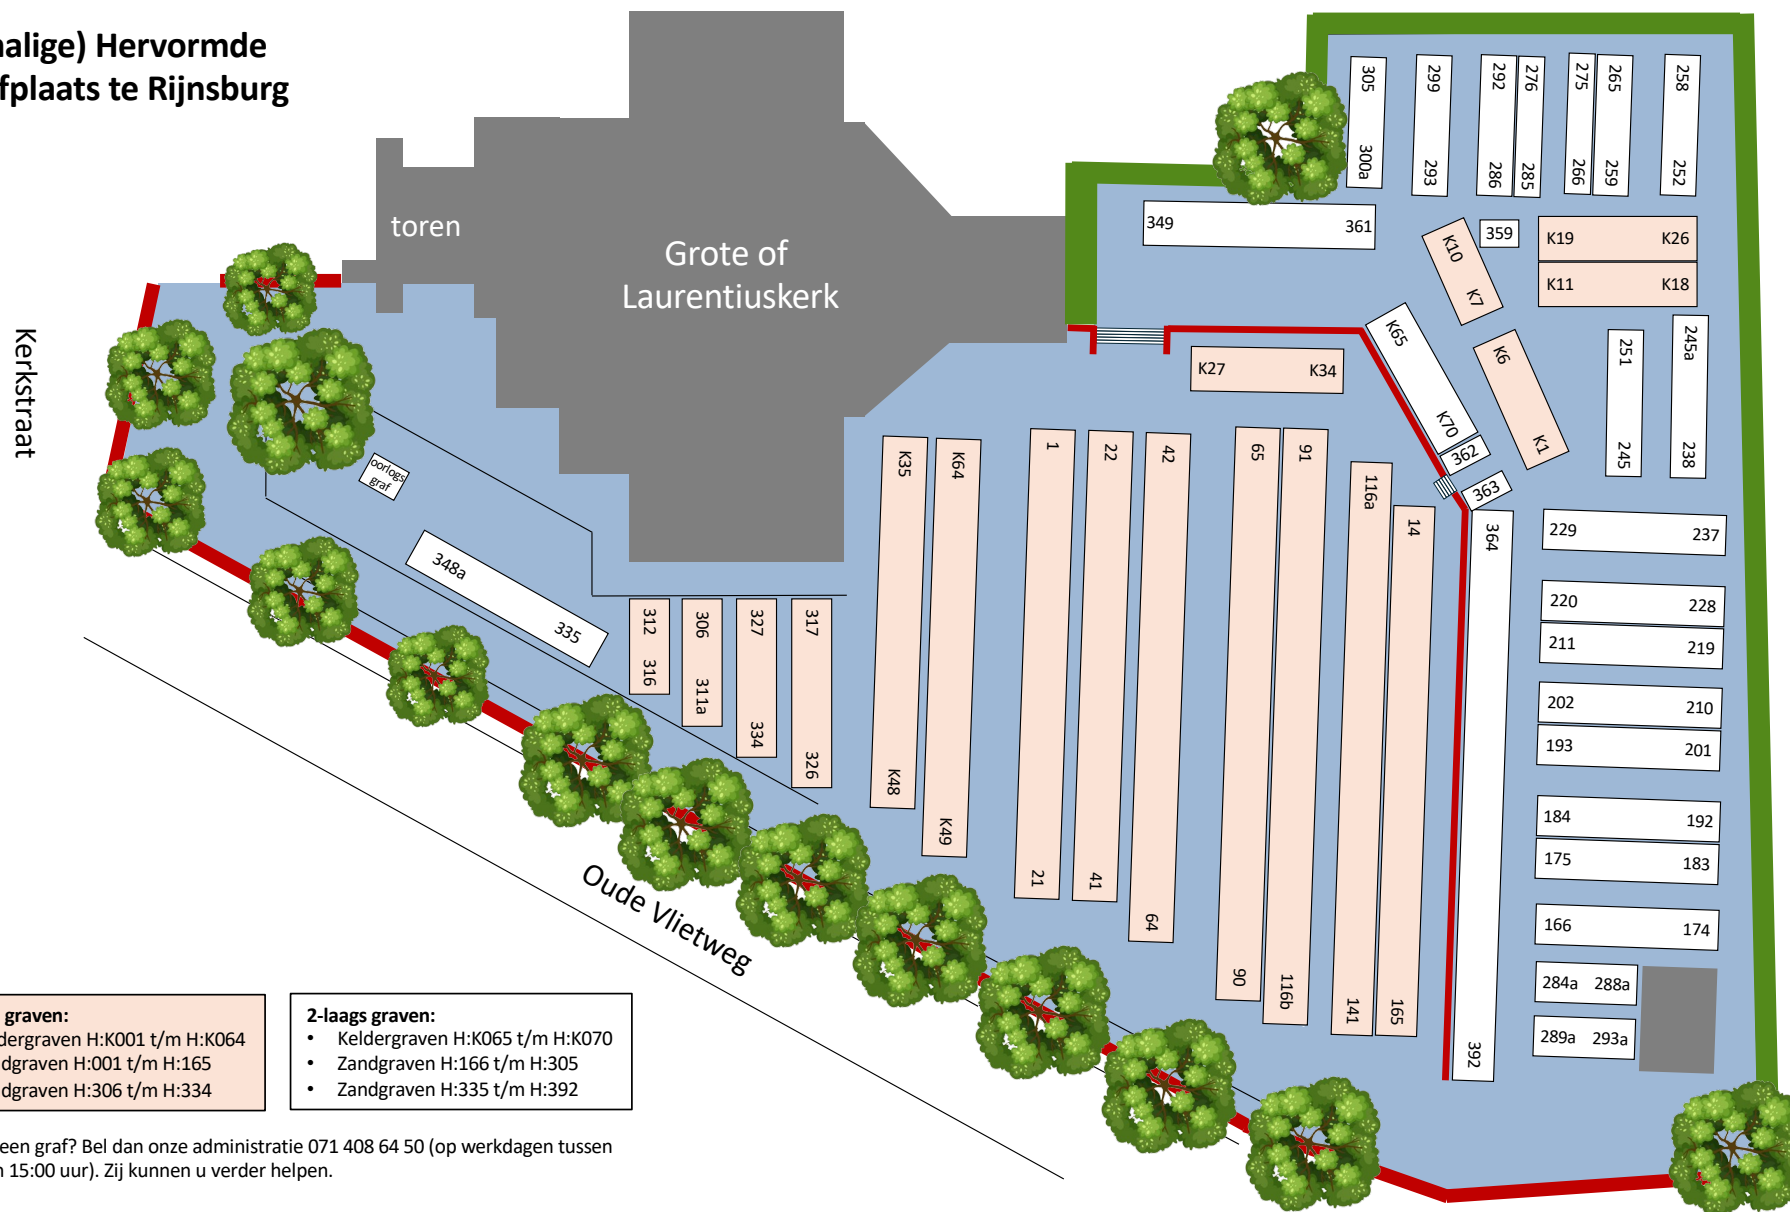 nalige) Hervormde
fplaats te Rijnsburg
toren
Grote of
Laurentiuskerk
Kerkstraat
oorlogs
graf
348a
335
312
316
306
311a
327
334
317
326
Oude Vlietweg
K35
K48
K64
K49
1
21
22
41
42
64
65
90
91
116b
116a
141
14
165
K27 K34
349 361
305
300a
299
293
292
286
276
285
275
266
265
259
258
252
K10
K7
359
K19 K26
K11 K18
K65
K70
K6
K1
362
363
364
392
251
245
245a
238
229 237
220 228
211 219
202 210
193 201
184 192
175 183
166 174
284a 288a
289a 293a
graven:
dergraven H:K001 t/m H:K064
dgraven H:001 t/m H:165
dgraven H:306 t/m H:334
2-laags graven:
• Keldergraven H:K065 t/m H:K070
• Zandgraven H:166 t/m H:305
• Zandgraven H:335 t/m H:392
een graf? Bel dan onze administratie 071 408 64 50 (op werkdagen tussen
n 15:00 uur). Zij kunnen u verder helpen.